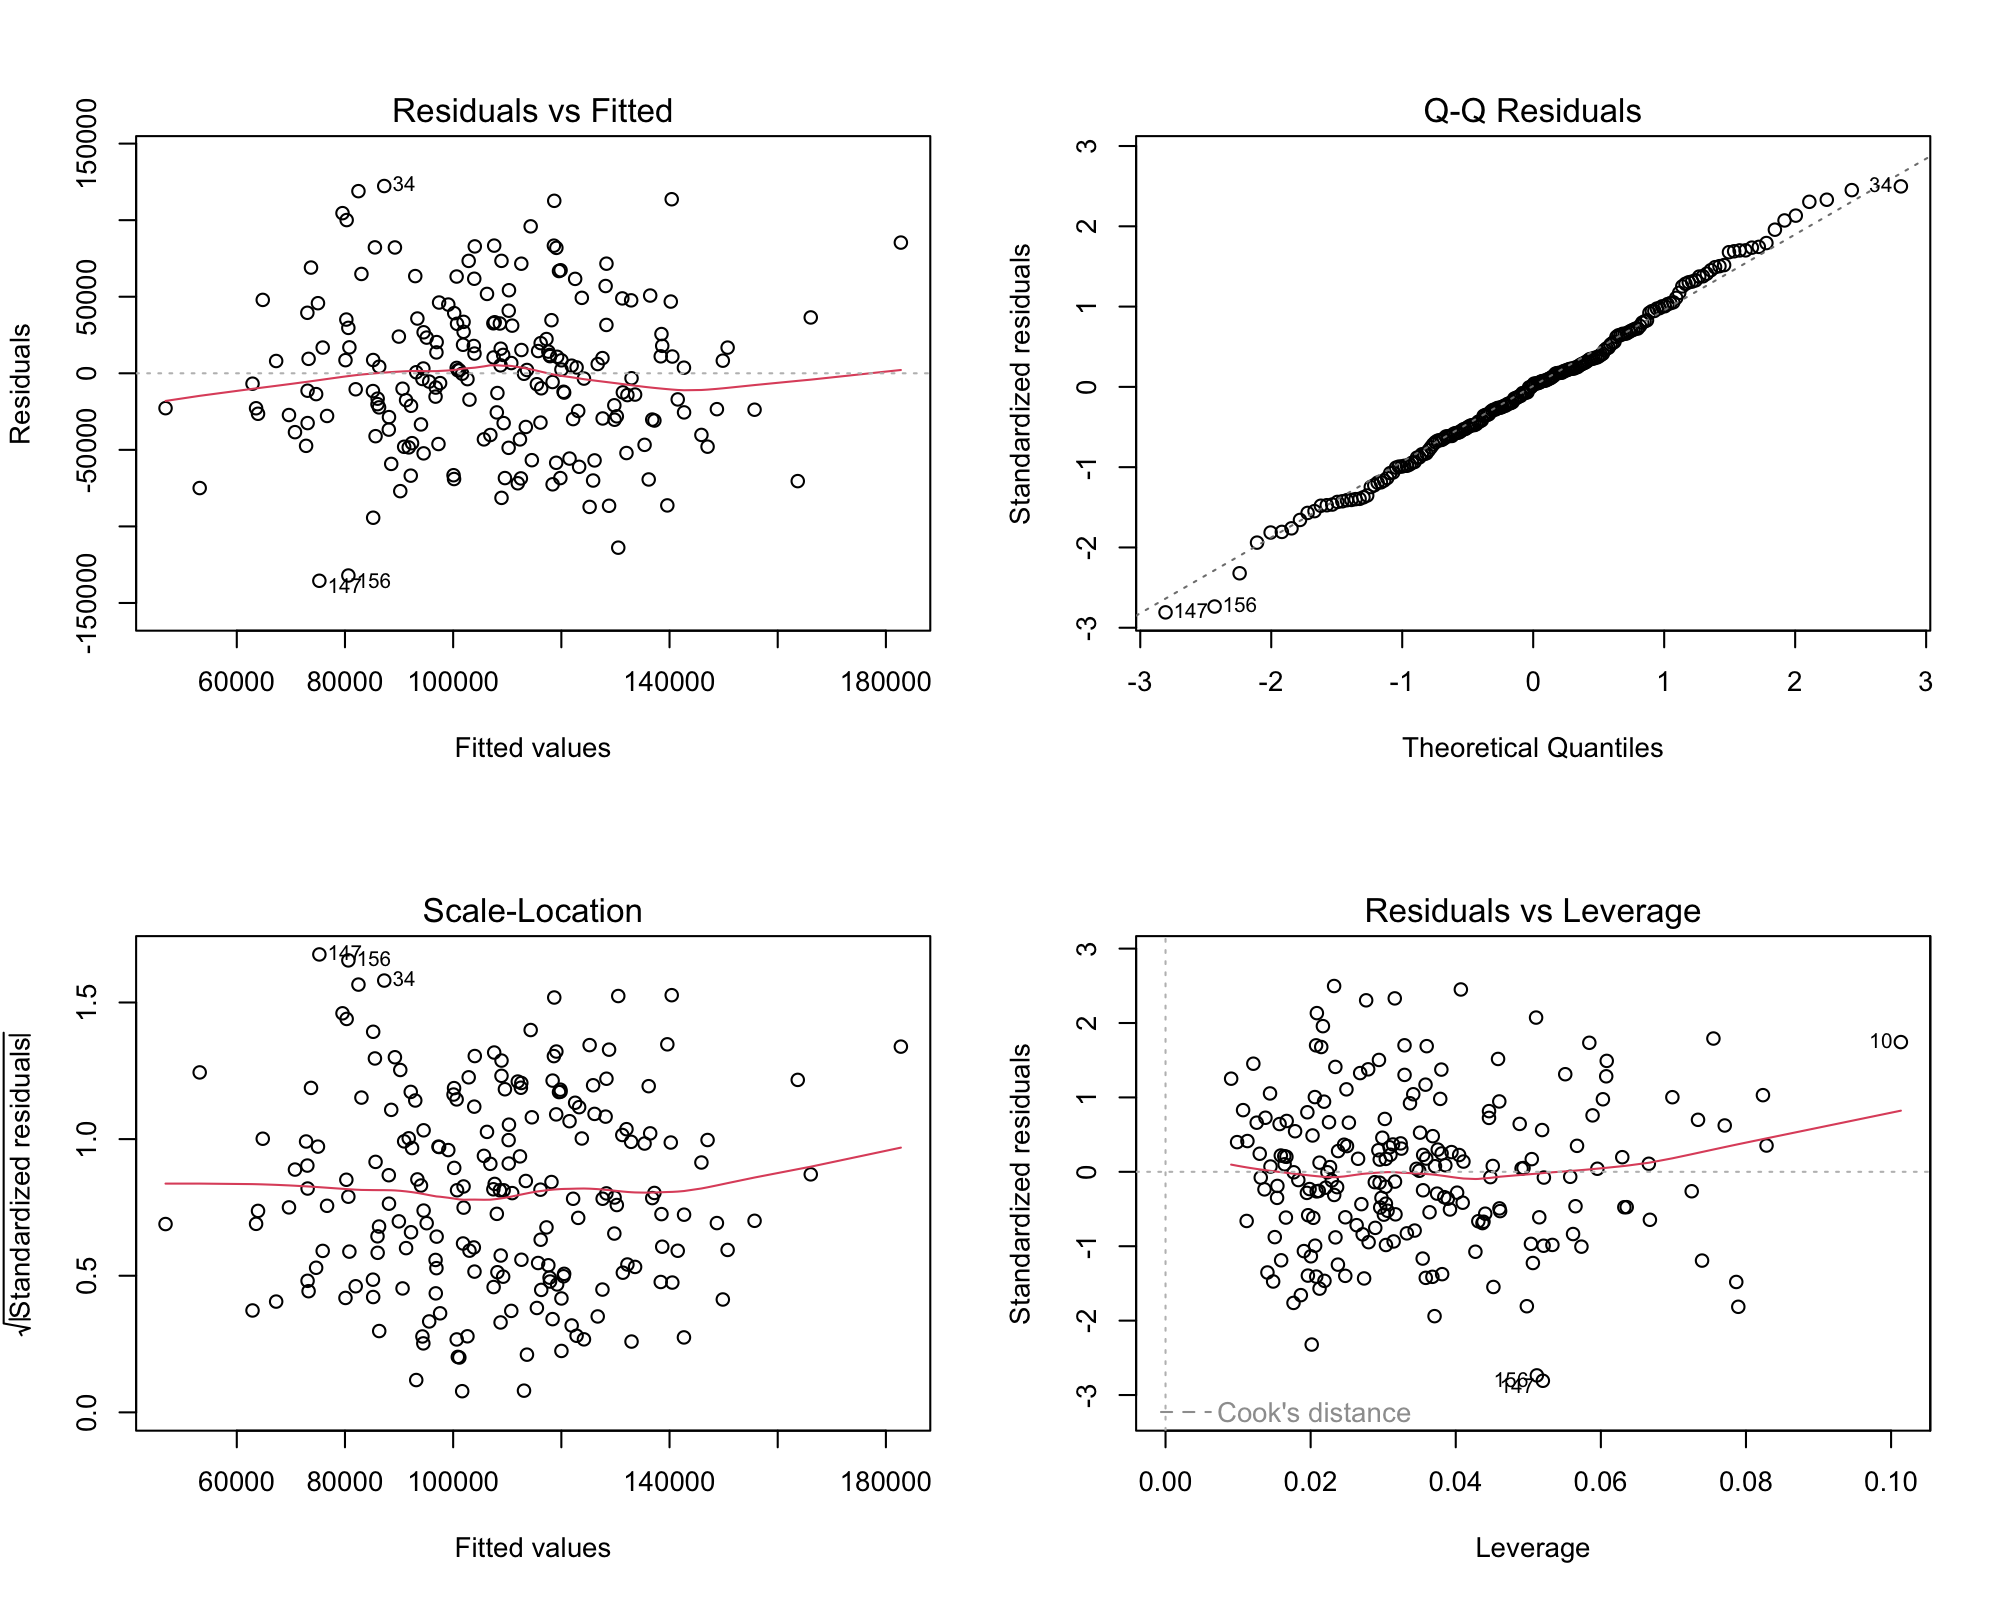 Residuals vs Fitted
Residuals
150000
50000
0
-50000
-150000
34
147
156
60000 80000 100000 140000 180000
Fitted values
Q-Q Residuals
Standardized residuals
3
2
1
0
-1
-2
-3
34
147
156
-3 -2 -1 0 1 2 3
Theoretical Quantiles
Scale-Location
√|Standardized residuals|
1.5
1.0
0.5
0.0
147
156
34
60000 80000 100000 140000 180000
Fitted values
Residuals vs Leverage
Standardized residuals
3
2
1
0
-1
-2
-3
10
156
147
Cook's distance
0.00 0.02 0.04 0.06 0.08 0.10
Leverage